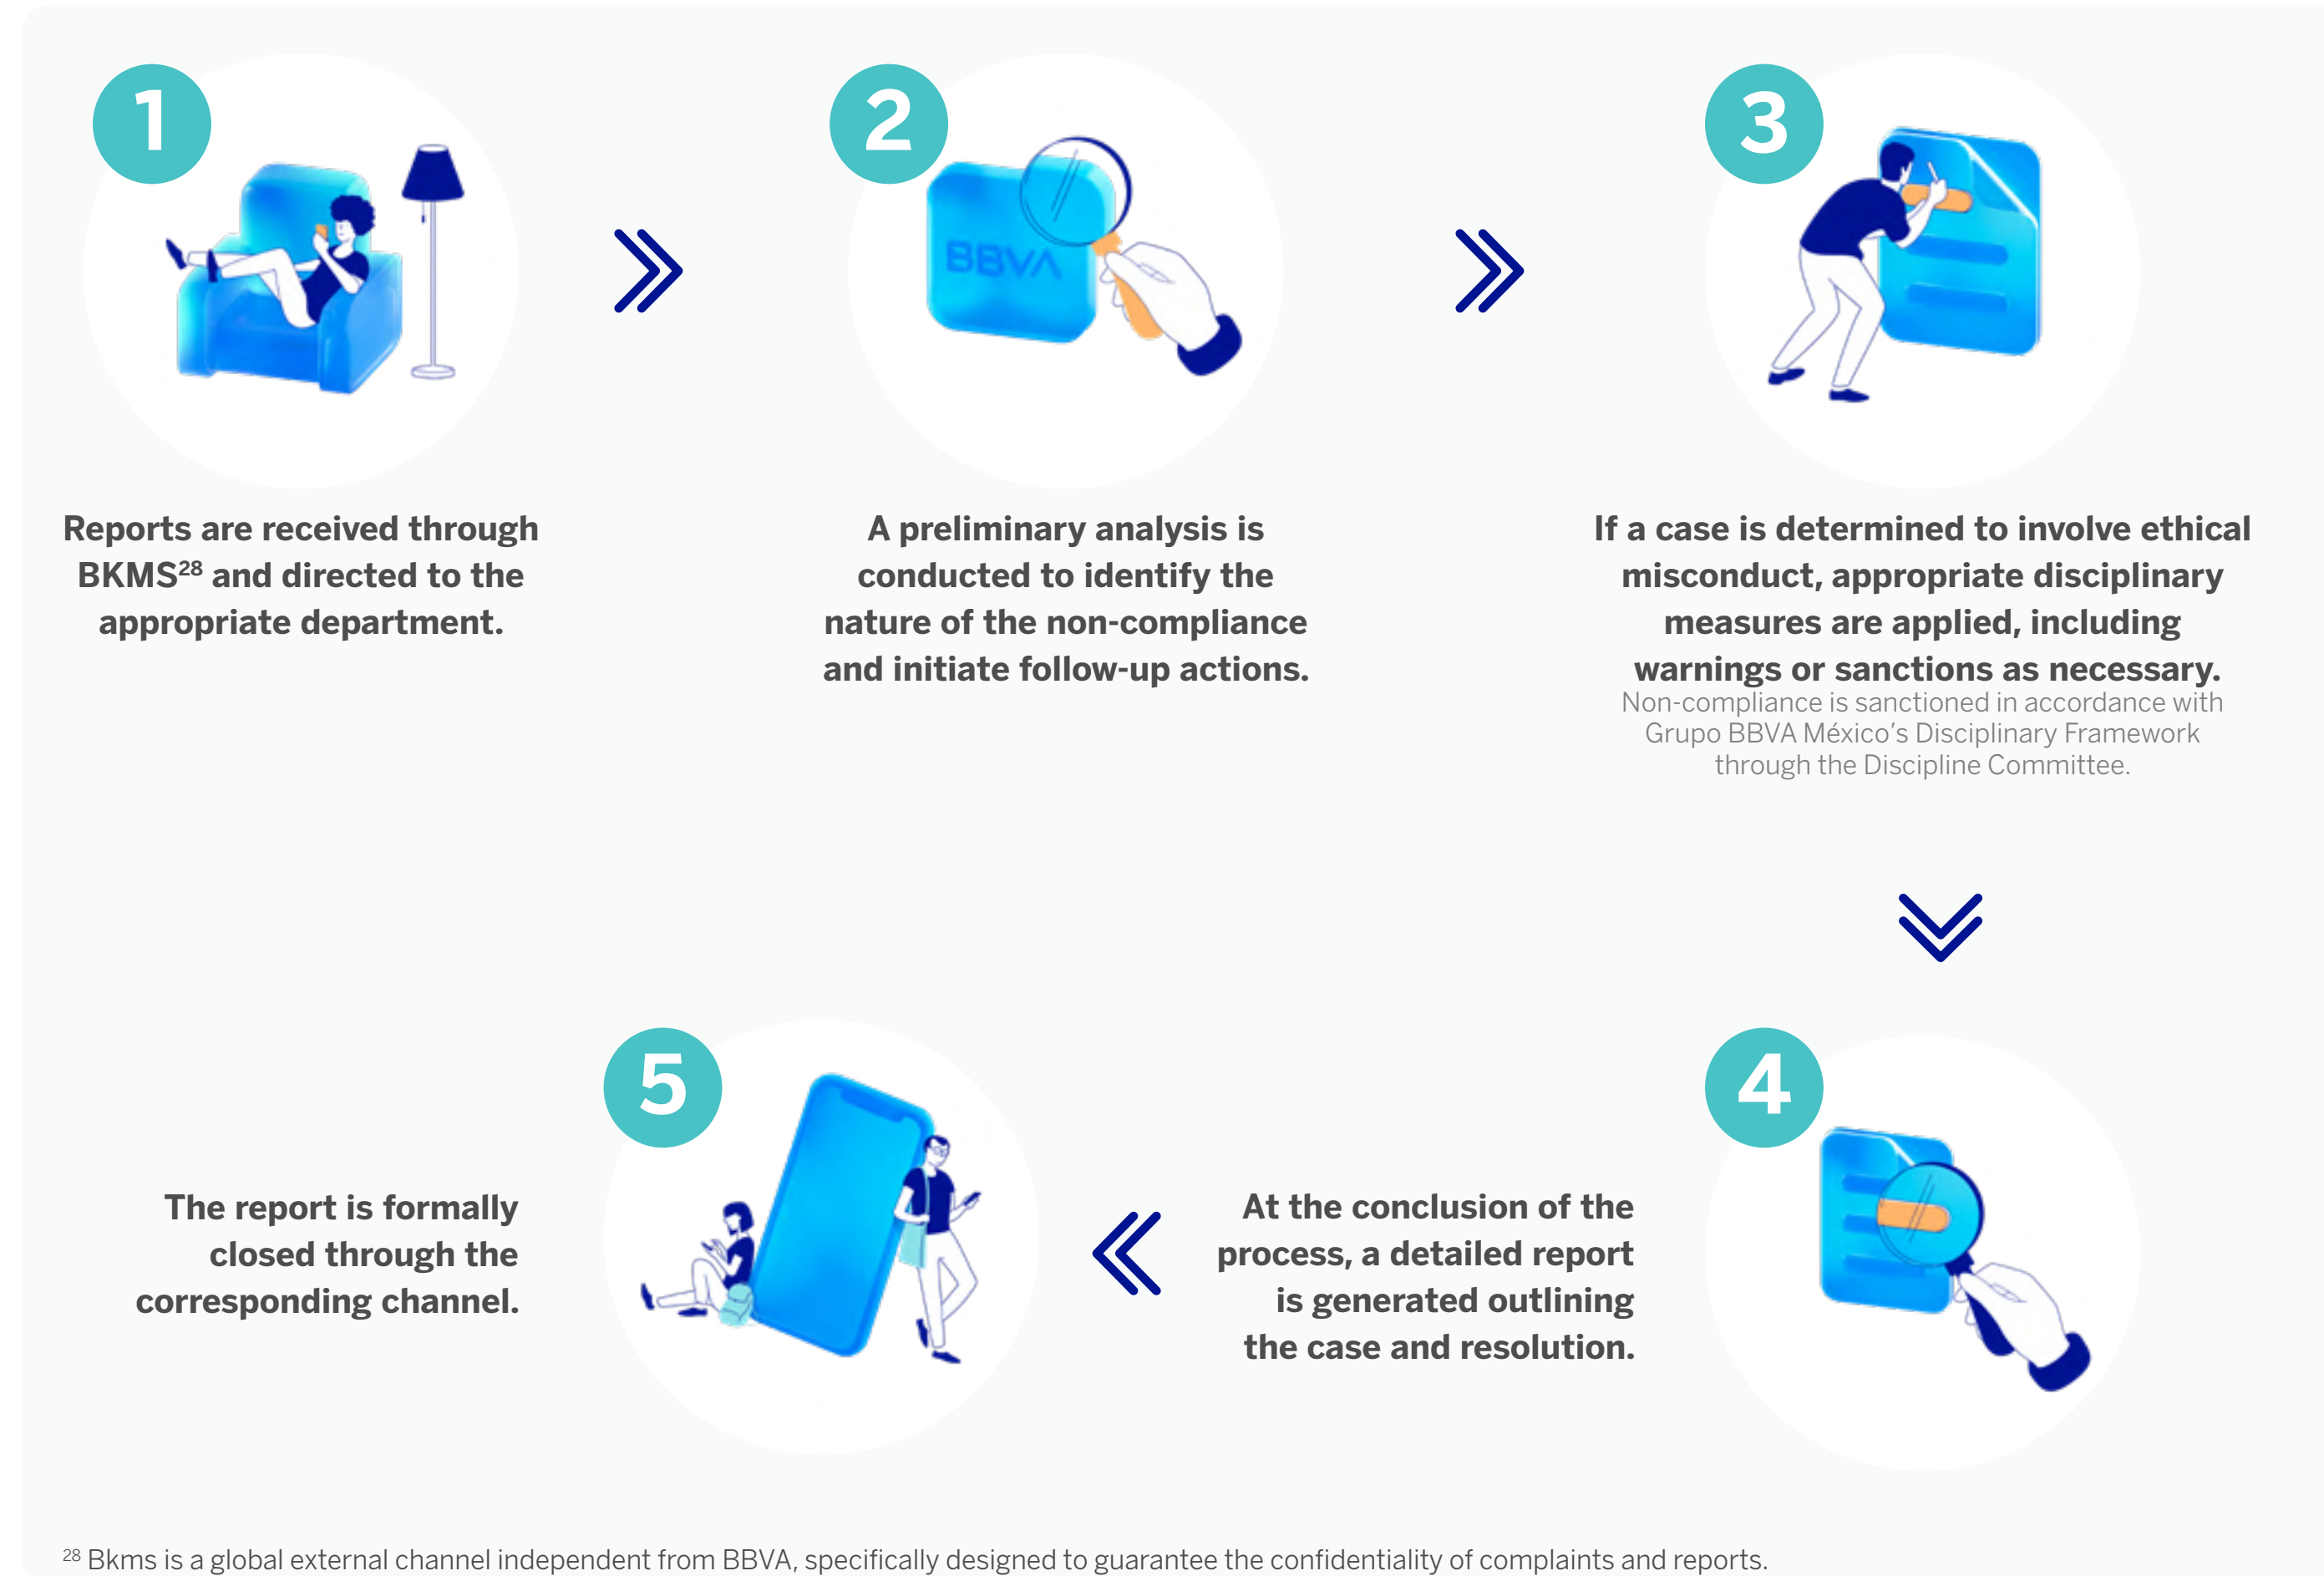 1
Reports are received through
BKMS28 and directed to the
appropriate department.
2
BBVA
A preliminary analysis is
conducted to identify the
nature of the non-compliance
and initiate follow-up actions.
3
If a case is determined to involve ethical
misconduct, appropriate disciplinary
measures are applied, including
warnings or sanctions as necessary.
Non-compliance is sanctioned in accordance with
Grupo BBVA México’s Disciplinary Framework
through the Discipline Committee.
4
At the conclusion of the
process, a detailed report
is generated outlining
the case and resolution.
5
The report is formally
closed through the
corresponding channel.
28 Bkms is a global external channel independent from BBVA, specifically designed to guarantee the confidentiality of complaints and reports.